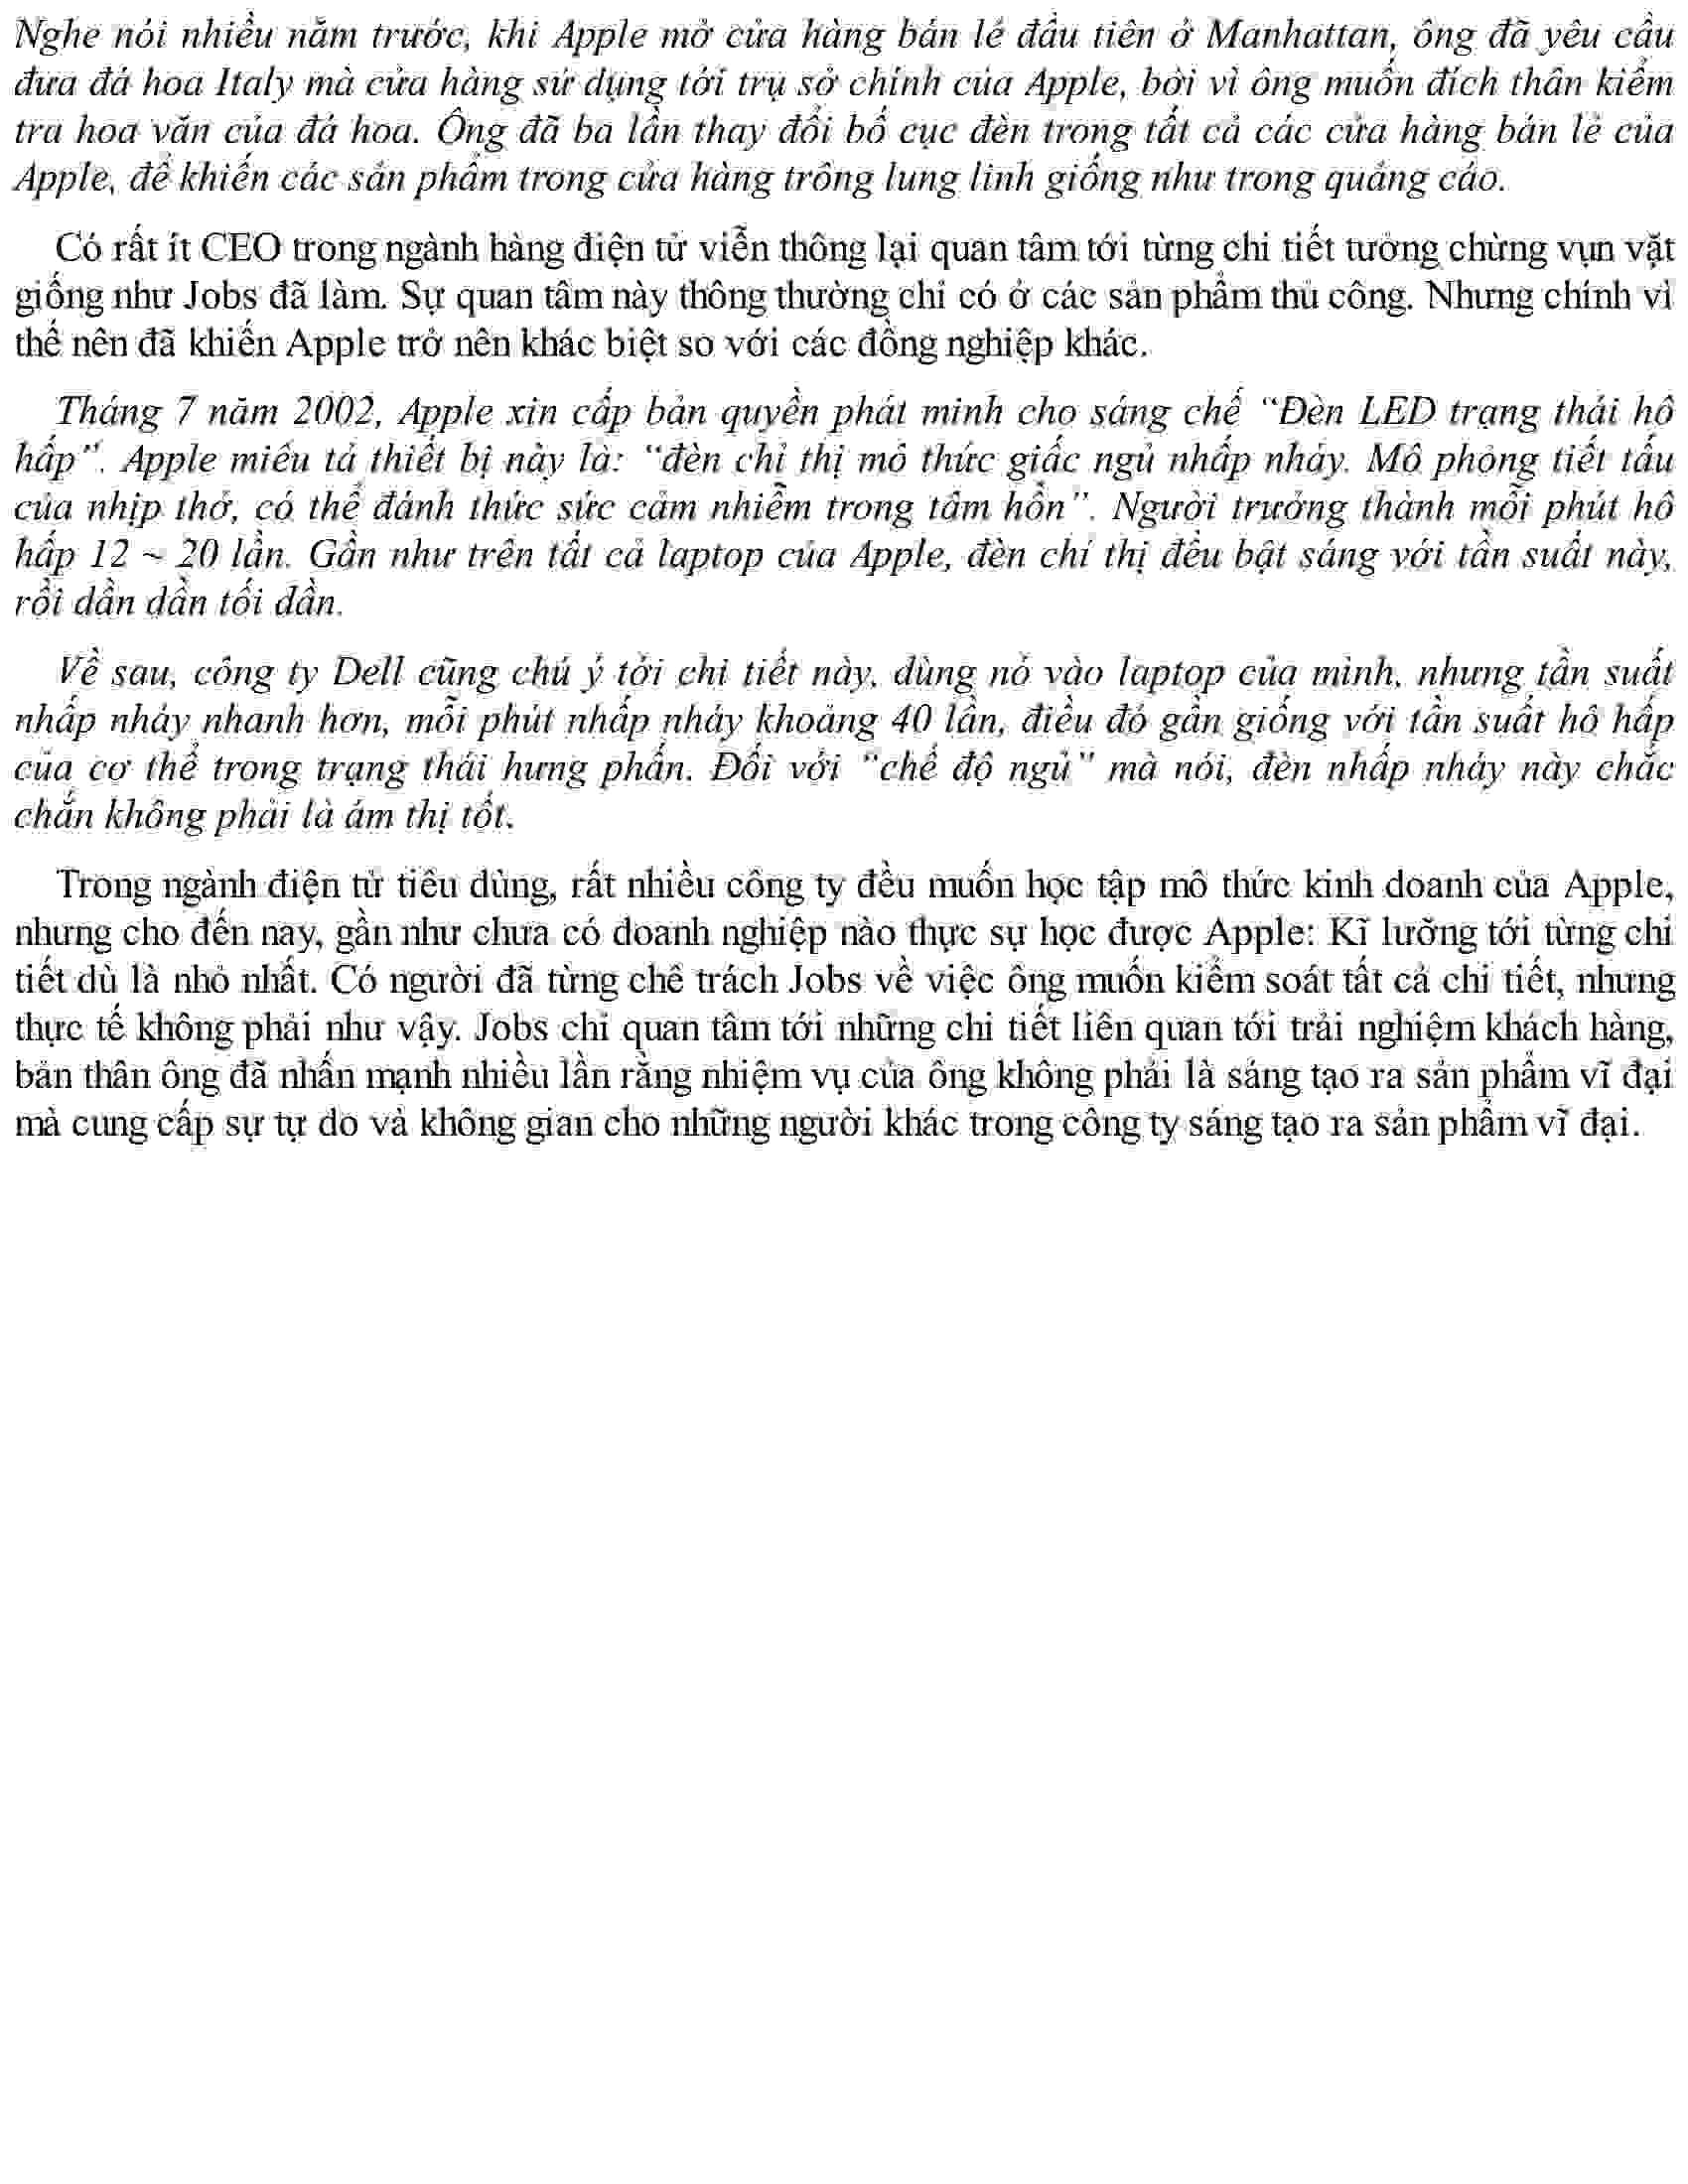 Nghe nói nhiều năm trước, khi Apple mở cửa hàng bán lẻ đầu tiên ở Manhattan, ông đã yêu cầu
đưa đá hoa Italy mà cửa hàng sử dụng tới trụ sở chính của Apple, bởi vì ông muốn đích thân kiểm
tra hoa văn của đá hoa. Ông đã ba lần thay đổi bố cục đèn trong tất cả các cửa hàng bán lẻ của
Apple, để khiến các sản phẩm trong cửa hàng trông lung linh giống như trong quảng cáo.
Có rất ít CEO trong ngành hàng điện tử viễn thông lại quan tâm tới từng chi tiết tưởng chừng vụn vặt
giống như Jobs đã làm. Sự quan tâm này thông thường chỉ có ở các sản phẩm thủ công. Nhưng chính vì
thế nên đã khiến Apple trở nên khác biệt so với các đồng nghiệp khác.
Tháng 7 năm 2002, Apple xin cấp bản quyền phát minh cho sáng chế “Đèn LED trạng thái hô
hấp”. Apple miêu tả thiết bị này là: “đèn chỉ thị mô thức giấc ngủ nhấp nháy. Mô phỏng tiết tấu
của nhịp thở, có thể đánh thức sức cảm nhiễm trong tâm hồn”. Người trưởng thành mỗi phút hô
hấp 12 ~ 20 lần. Gần như trên tất cả laptop của Apple, đèn chỉ thị đều bật sáng với tần suất này,
rồi dần dần tối dần.
Về sau, công ty Dell cũng chú ý tới chi tiết này, dùng nó vào laptop của mình, nhưng tần suất
nhấp nháy nhanh hơn, mỗi phút nhấp nháy khoảng 40 lần, điều đó gần giống với tần suất hô hấp
của cơ thể trong trạng thái hưng phấn. Đối với “chế độ ngủ” mà nói, đèn nhấp nháy này chắc
chắn không phải là ám thị tốt.
Trong ngành điện tử tiêu dùng, rất nhiều công ty đều muốn học tập mô thức kinh doanh của Apple,
nhưng cho đến nay, gần như chưa có doanh nghiệp nào thực sự học được Apple: Kĩ lưỡng tới từng chi
tiết dù là nhỏ nhất. Có người đã từng chê trách Jobs về việc ông muốn kiểm soát tất cả chi tiết, nhưng
thực tế không phải như vậy. Jobs chỉ quan tâm tới những chi tiết liên quan tới trải nghiệm khách hàng,
bản thân ông đã nhấn mạnh nhiều lần rằng nhiệm vụ của ông không phải là sáng tạo ra sản phẩm vĩ đại
mà cung cấp sự tự do và không gian cho những người khác trong công ty sáng tạo ra sản phẩm vĩ đại.